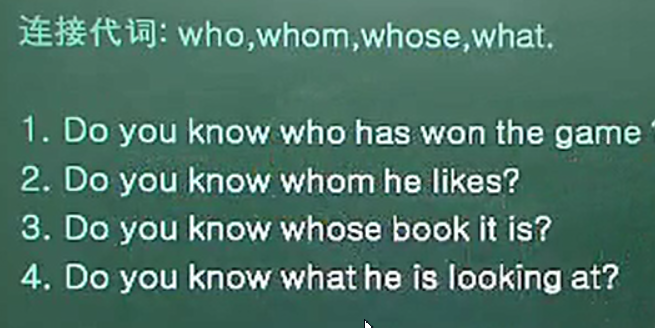 连接代词: who,whom,whose,what.
1. Do you know who has won the game ?
2. Do you know whom he likes?
3. Do you know whose book it is?
4. Do you know what he is looking at?